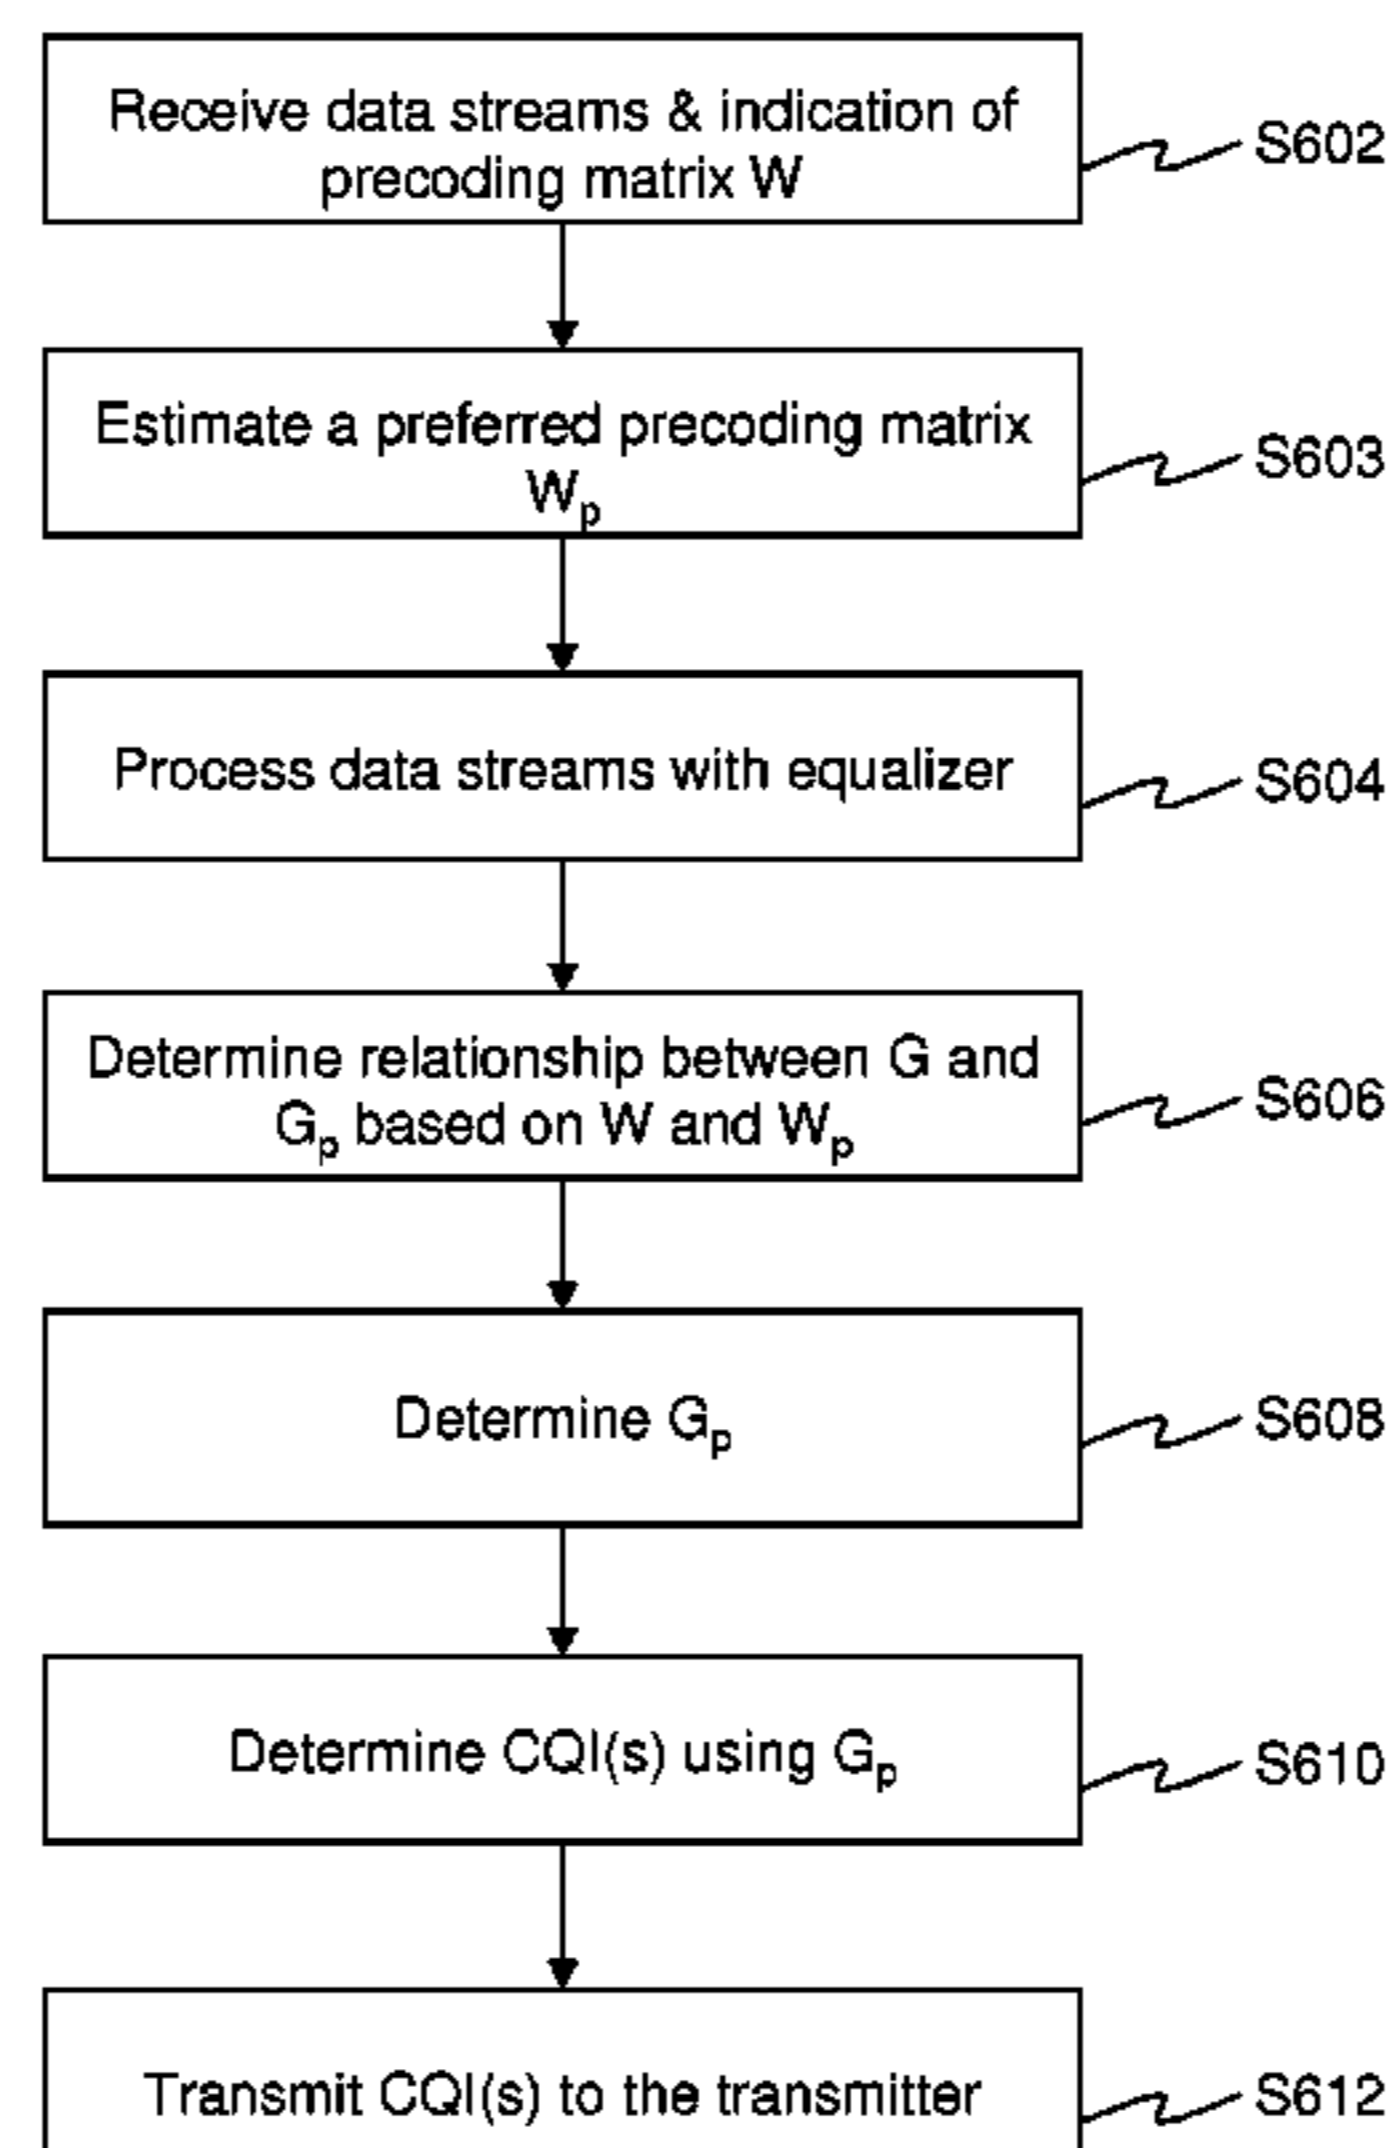 Receive data streams & indication of
precoding matrix W
S602
Estimate a preferred precoding matrix
Wp
S603
Process data streams with equalizer
S604
Determine relationship between G and
Gp based on W and Wp
S606
Determine Gp
S608
Determine CQI(s) using Gp
S610
Transmit CQI(s) to the transmitter
S612